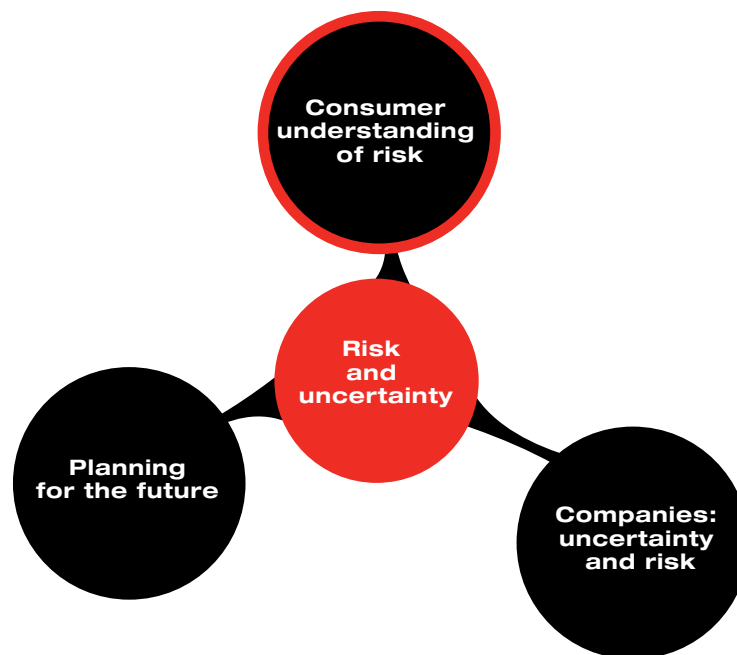 Consumer
understanding
of risk
Risk
and
uncertainty
Planning
for the future
Companies:
uncertainty
and risk